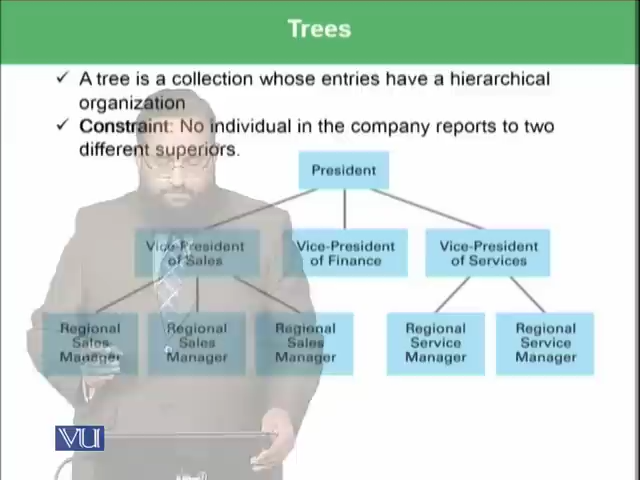 Trees
✓ A tree is a collection whose entries have a hierarchical
organization
✓ Constraint: No individual in the company reports to two
different superiors.
President
Vice-President
of Sales
Vice-President
of Finance
Vice-President
of Services
Regional
Sales
Manager
Regional
Sales
Manager
Regional
Sales
Manager
Regional
Service
Manager
Regional
Service
Manager
VU